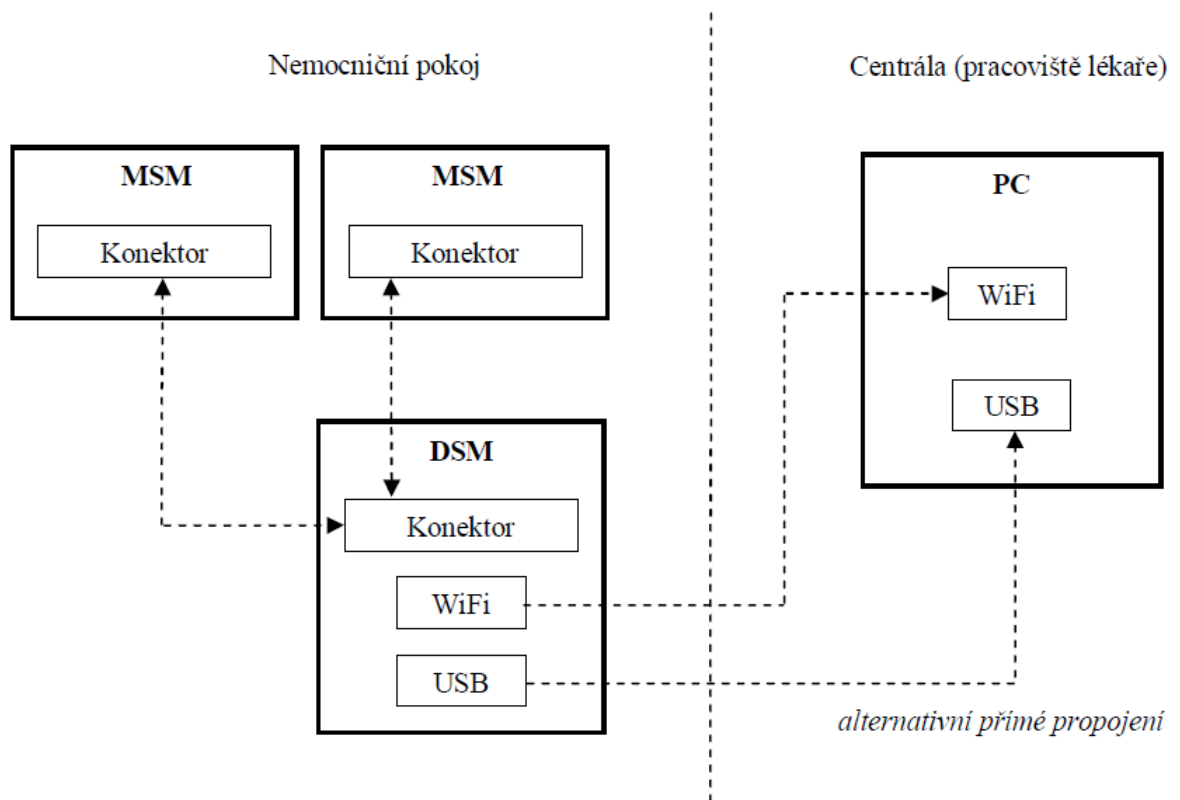 Nemocniční pokoj
Centrála (pracoviště lékaře)
MSM
Konektor
MSM
Konektor
DSM
Konektor
WiFi
USB
PC
WiFi
USB
alternativní přímé propojení